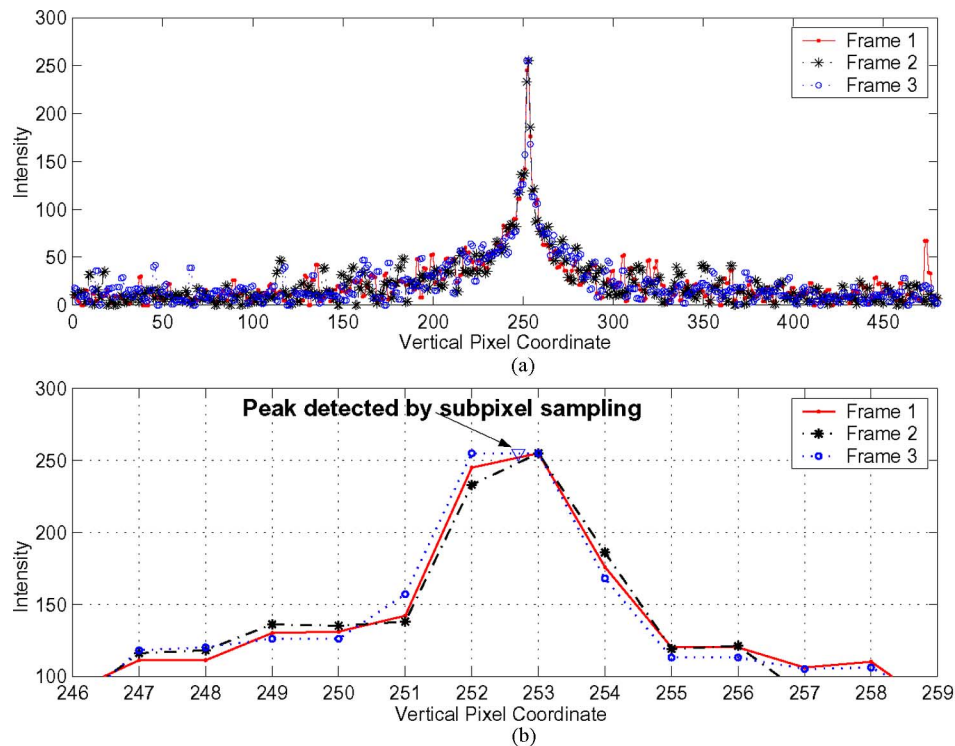 300
250
200
150
100
50
0
Intensity
Frame 1
Frame 2
Frame 3
0 50 100 150 200 250 300 350 400 450
Vertical Pixel Coordinate
(a)
300
250
200
150
100
Intensity
Peak detected by subpixel sampling
Frame 1
Frame 2
Frame 3
246 247 248 249 250 251 252 253 254 255 256 257 258 259
Vertical Pixel Coordinate
(b)